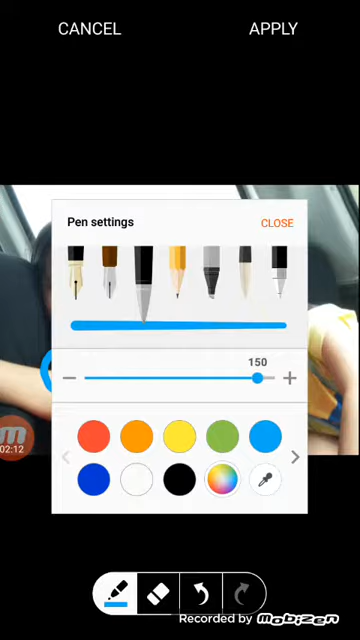 CANCEL APPLY
Pen settings CLOSE
150
02:12
Recorded by Mobizen